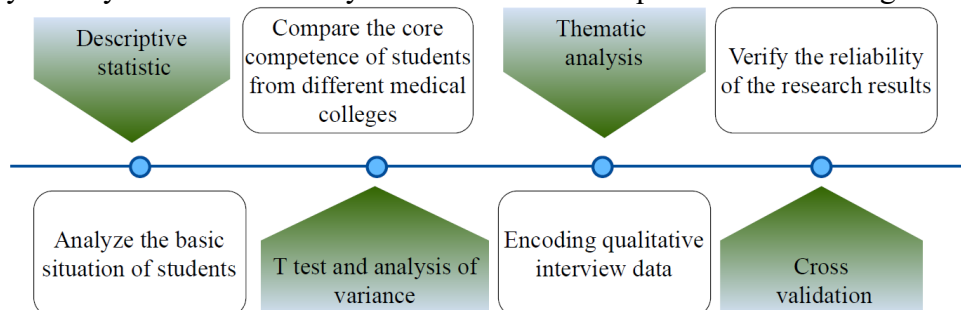 Descriptive
statistic
Compare the core
competence of students
from different medical
colleges
Thematic
analysis
Verify the reliability
of the research results
Analyze the basic
situation of students
T test and analysis of
variance
Encoding qualitative
interview data
Cross
validation